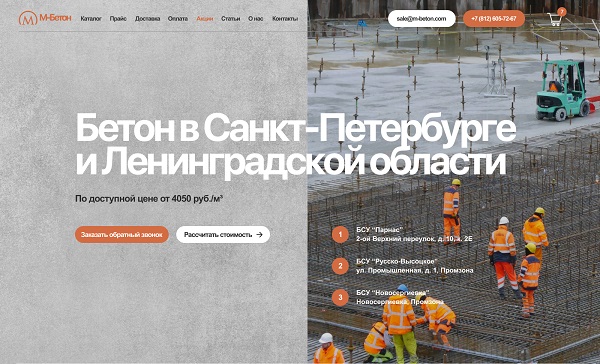 М-Бетон
Каталог Прайс Доставка Оплата Акции Статьи О нас Контакты
sale@m-beton.com
+7 (812) 605-72-67
7
Бетон в Санкт-Петербурге
и Ленинградской области
По доступной цене от 4050 руб./м³
Заказать обратный звонок
Рассчитать стоимость →
1
БСУ "Парнас"
2-ой Верхний переулок, д. 10, а, 2Е
2
БСУ "Русско-Высоцкое"
ул. Промышленная, д. 1, Промзона
3
БСУ "Новосергиевка"
Новосергиевка, Промзона